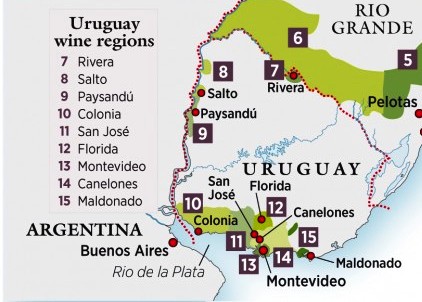 Uruguay
wine regions
7 Rivera
8 Salto
9 Paysandú
10 Colonia
11 San José
12 Florida
13 Montevideo
14 Canelones
15 Maldonado
RIO
GRANDE
6
5
7
Rivera
8
Salto
Paysandú
9
Pelotas
URUGUAY
San
José
Florida
10
12
Canelones
Colonia
ARGENTINA
11
15
Buenos Aires
13
14
Maldonado
Rio de la Plata
Montevideo